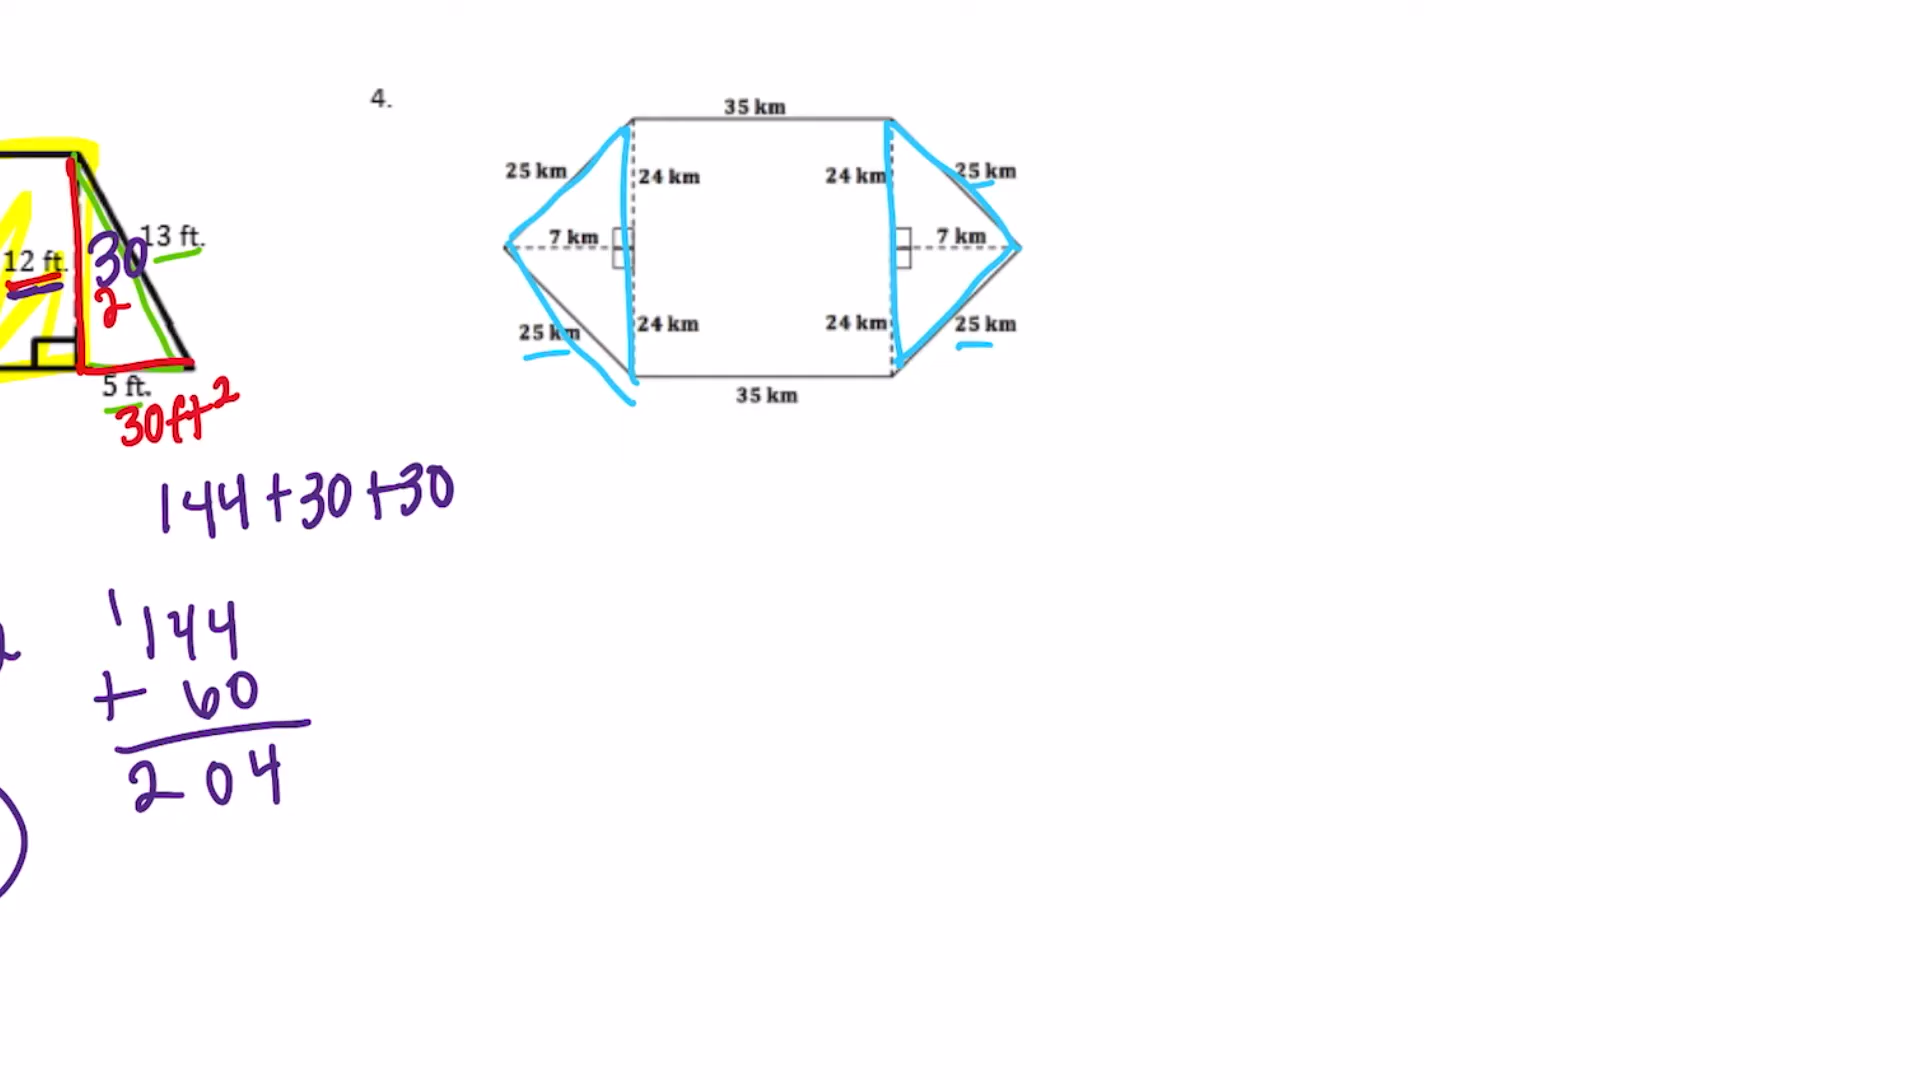 4.
35 km
25 km
24 km
24 km
25 km
7 km
7 km
25 km
24 km
24 km
25 km
35 km
13 ft.
12 ft.
30
2
5 ft.
30ft²
144+30+30
1
144
+ 60
204